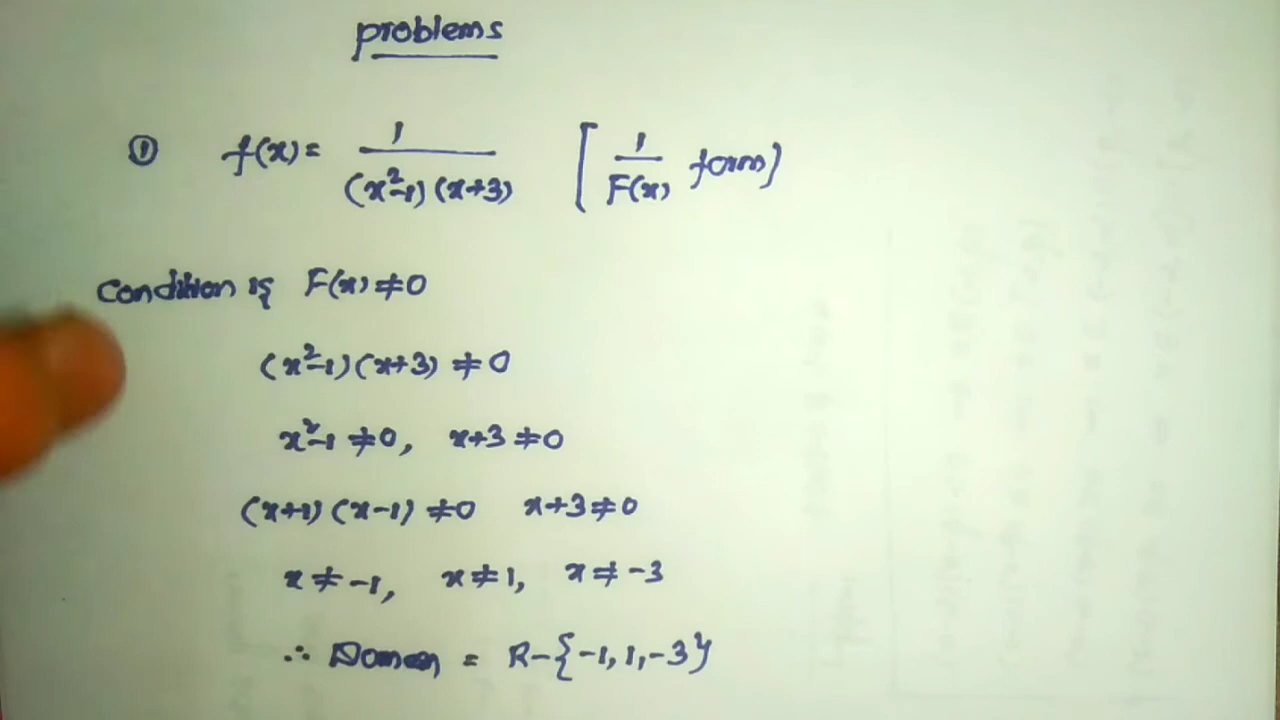 problems
① f(x) = 1/((x²-1)(x+3)) [1/F(x) form]
Condition is F(x)≠0
(x²-1)(x+3) ≠ 0
x²-1 ≠0, x+3 ≠0
(x+1)(x-1) ≠0 x+3≠0
x ≠ -1, x ≠ 1, x ≠ -3
∴ Domain = R-{-1,1,-3}